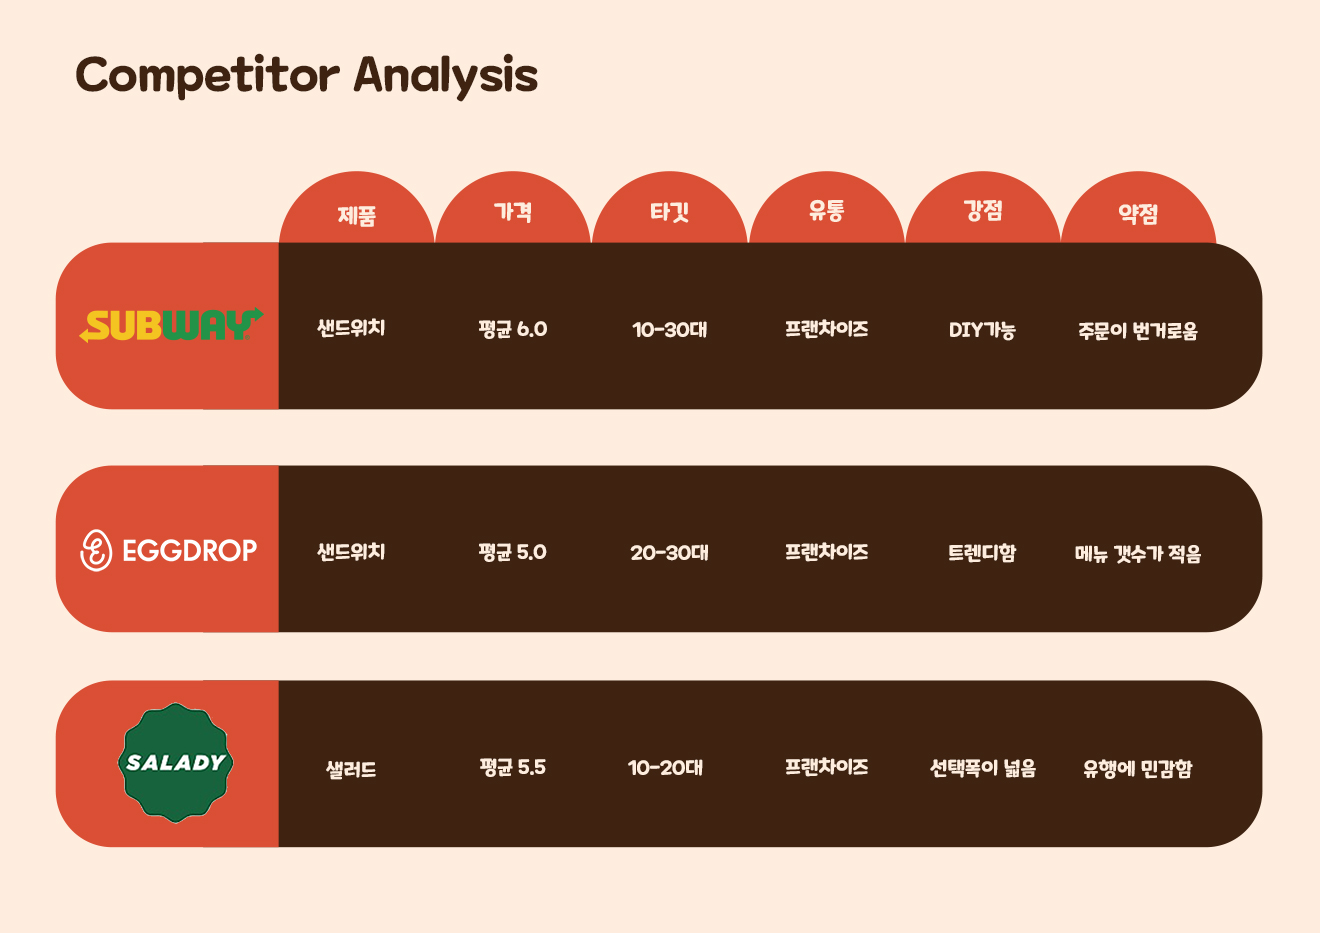 Competitor Analysis
제품 가격 타깃 유통 강점 약점
SUBWAY 샌드위치 평균 6.0 10-30대 프랜차이즈 DIY가능 주문이 번거로움
EGGDROP 샌드위치 평균 5.0 20-30대 프랜차이즈 트렌디함 메뉴 갯수가 적음
SALADY 샐러드 평균 5.5 10-20대 프랜차이즈 선택폭이 넓음 유행에 민감함